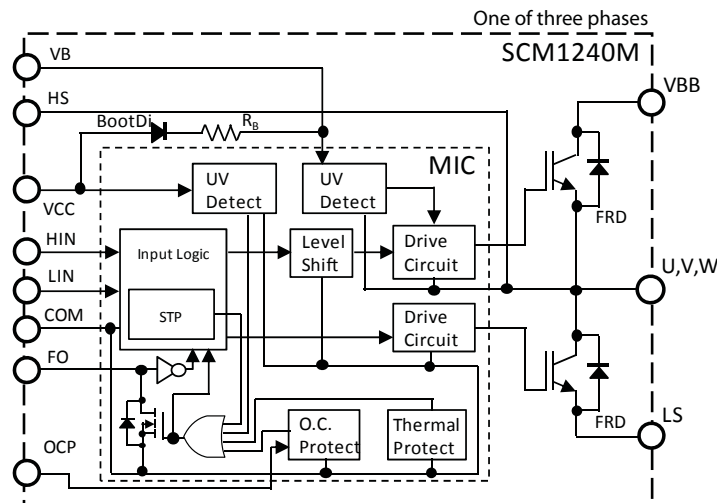 One of three phases
SCM1240M
VB
HS
BootDi
R_B
VBB
MIC
UV
Detect
UV
Detect
VCC
FRD
HIN
Input Logic
Level
Shift
Drive
Circuit
U,V,W
LIN
STP
COM
Drive
Circuit
FO
O.C.
Protect
Thermal
Protect
FRD
LS
OCP